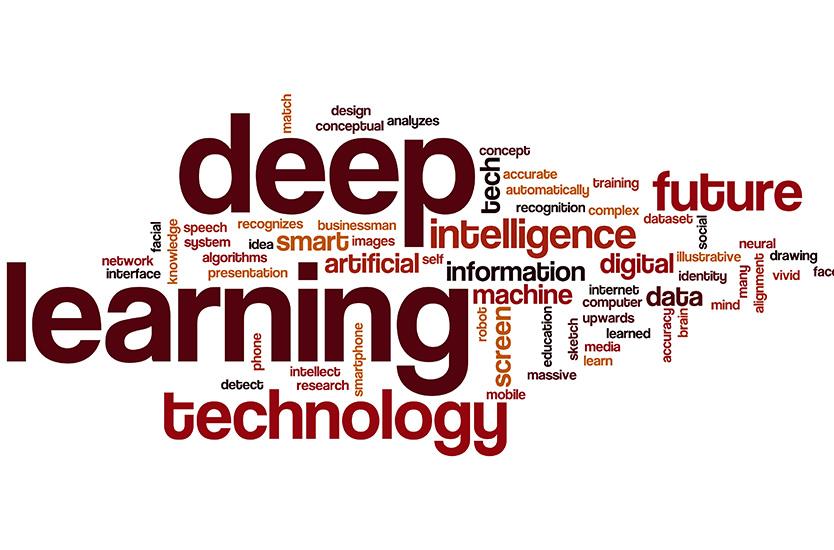 match
design
conceptual
analyzes
deep
concept
tech
accurate
automatically
training
recognition
complex
future
dataset
social
facial
knowledge
speech
recognizes
businessman
system
idea
smart
images
intelligence
algorithms
network
interface
presentation
artificial
self
information
digital
illustrative
neural
drawing
identity
many
alignment
vivid
face
learning
machine
internet
computer
data
mind
upwards
learned
accuracy
brain
robot
screen
education
sketch
media
learn
massive
phone
smartphone
intellect
detect
research
mobile
technology